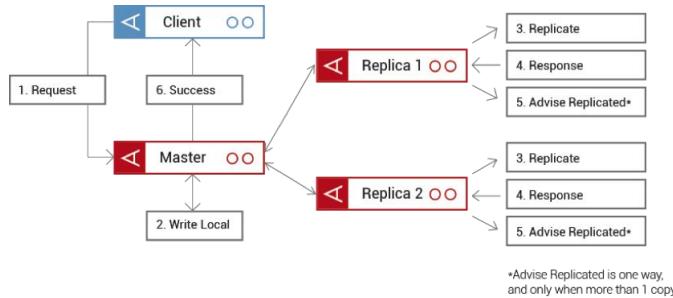 Client
1. Request
6. Success
Master
2. Write Local
Replica 1
3. Replicate
4. Response
5. Advise Replicated*
Replica 2
3. Replicate
4. Response
5. Advise Replicated*
*Advise Replicated is one way,
and only when more than 1 copy